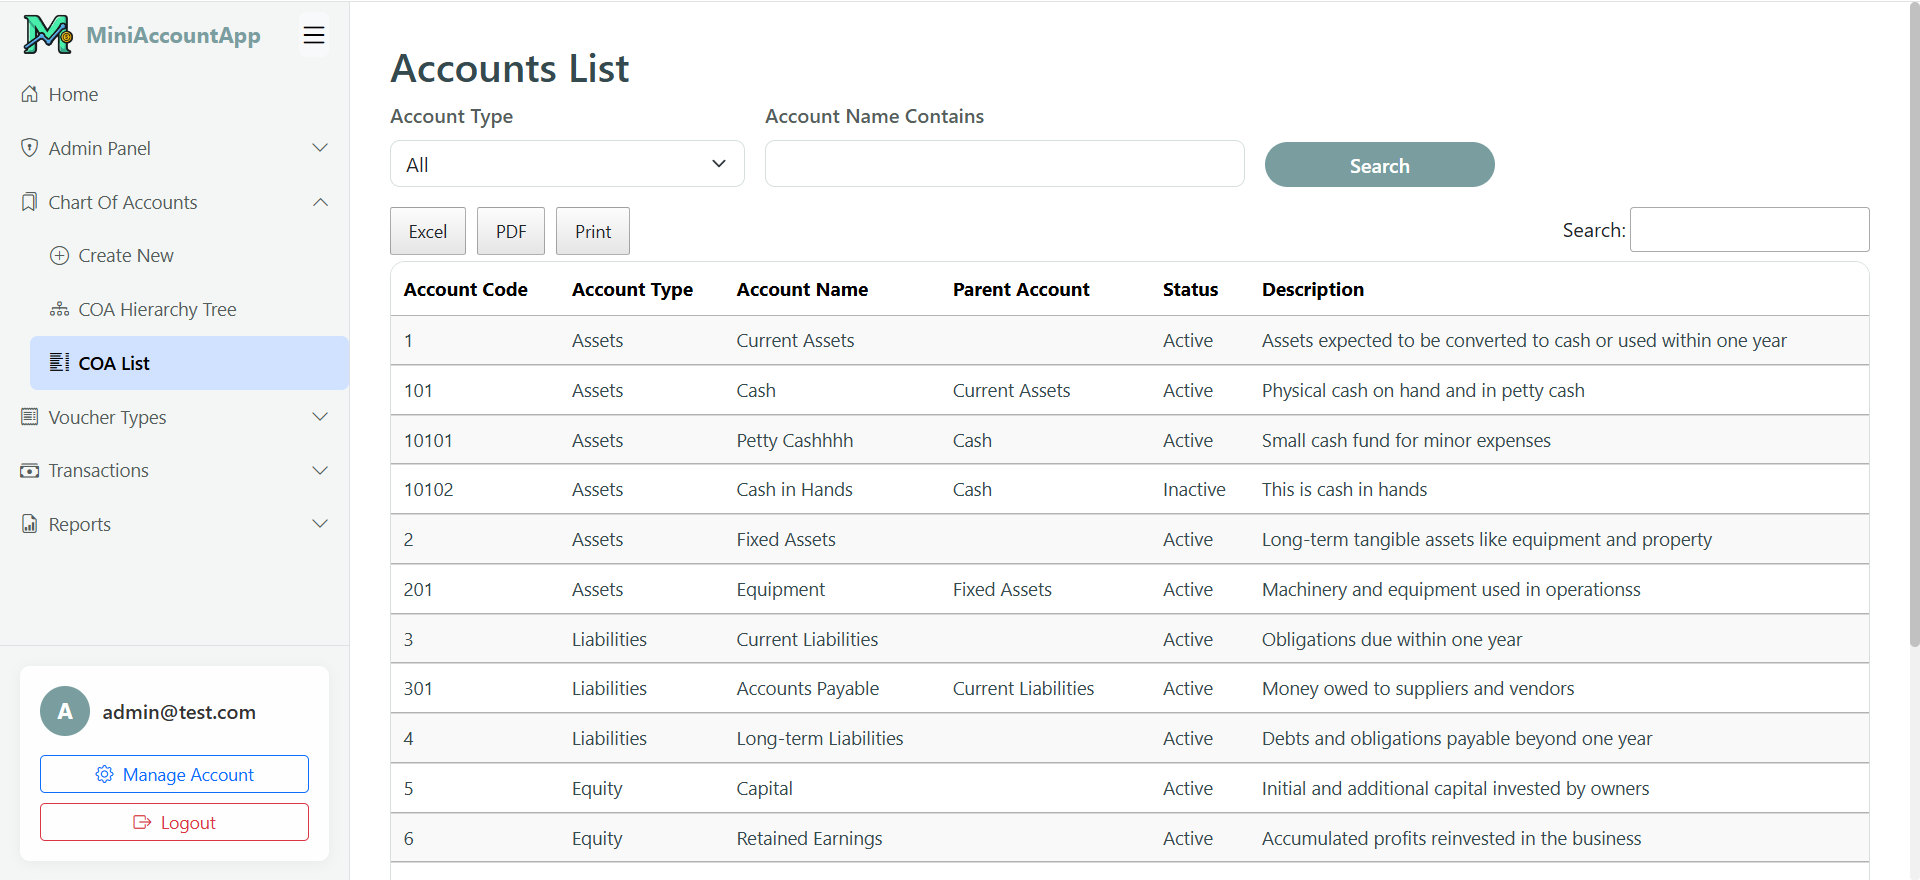 MiniAccountApp
Home
Admin Panel
Chart Of Accounts
Create New
COA Hierarchy Tree
COA List
Voucher Types
Transactions
Reports
A admin@test.com
Manage Account
Logout
Accounts List
Account Type Account Name Contains
All Search
Excel PDF Print Search:
Account Code Account Type Account Name Parent Account Status Description
1 Assets Current Assets Active Assets expected to be converted to cash or used within one year
101 Assets Cash Current Assets Active Physical cash on hand and in petty cash
10101 Assets Petty Cashhhh Cash Active Small cash fund for minor expenses
10102 Assets Cash in Hands Cash Inactive This is cash in hands
2 Assets Fixed Assets Active Long-term tangible assets like equipment and property
201 Assets Equipment Fixed Assets Active Machinery and equipment used in operationss
3 Liabilities Current Liabilities Active Obligations due within one year
301 Liabilities Accounts Payable Current Liabilities Active Money owed to suppliers and vendors
4 Liabilities Long-term Liabilities Active Debts and obligations payable beyond one year
5 Equity Capital Active Initial and additional capital invested by owners
6 Equity Retained Earnings Active Accumulated profits reinvested in the business